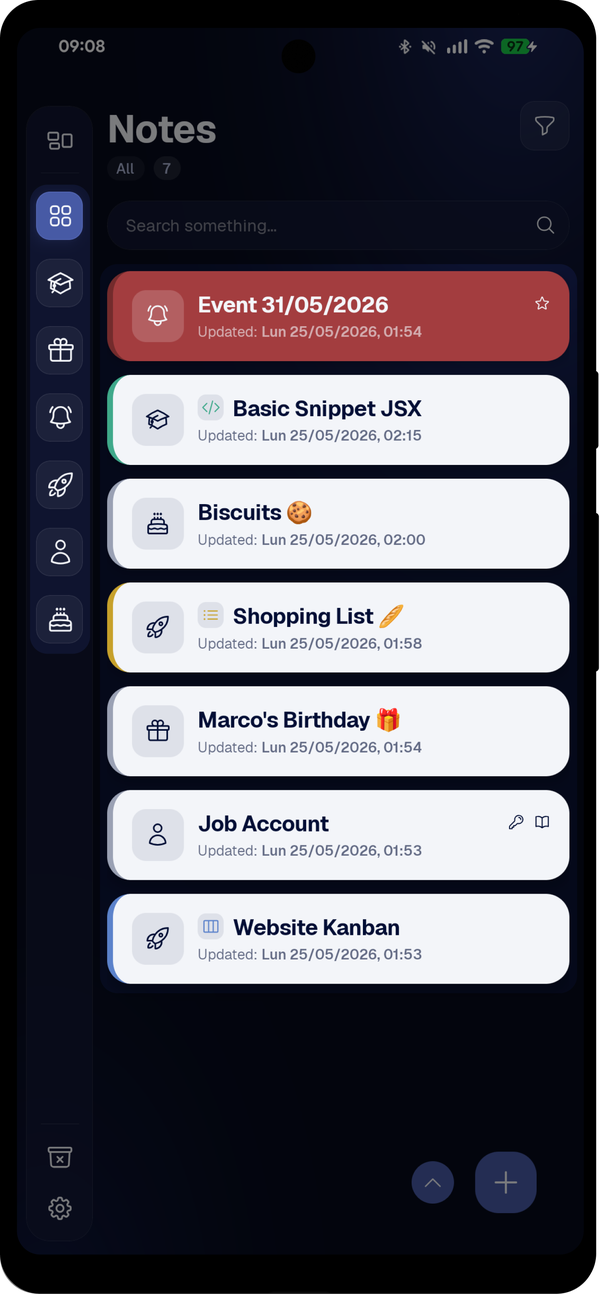 09:08
97
Notes
All 7
Search something...
Event 31/05/2026
Updated: Lun 25/05/2026, 01:54
Basic Snippet JSX
Updated: Lun 25/05/2026, 02:15
Biscuits 🍪
Updated: Lun 25/05/2026, 02:00
Shopping List 🥖
Updated: Lun 25/05/2026, 01:58
Marco's Birthday 🎁
Updated: Lun 25/05/2026, 01:54
Job Account
Updated: Lun 25/05/2026, 01:53
Website Kanban
Updated: Lun 25/05/2026, 01:53